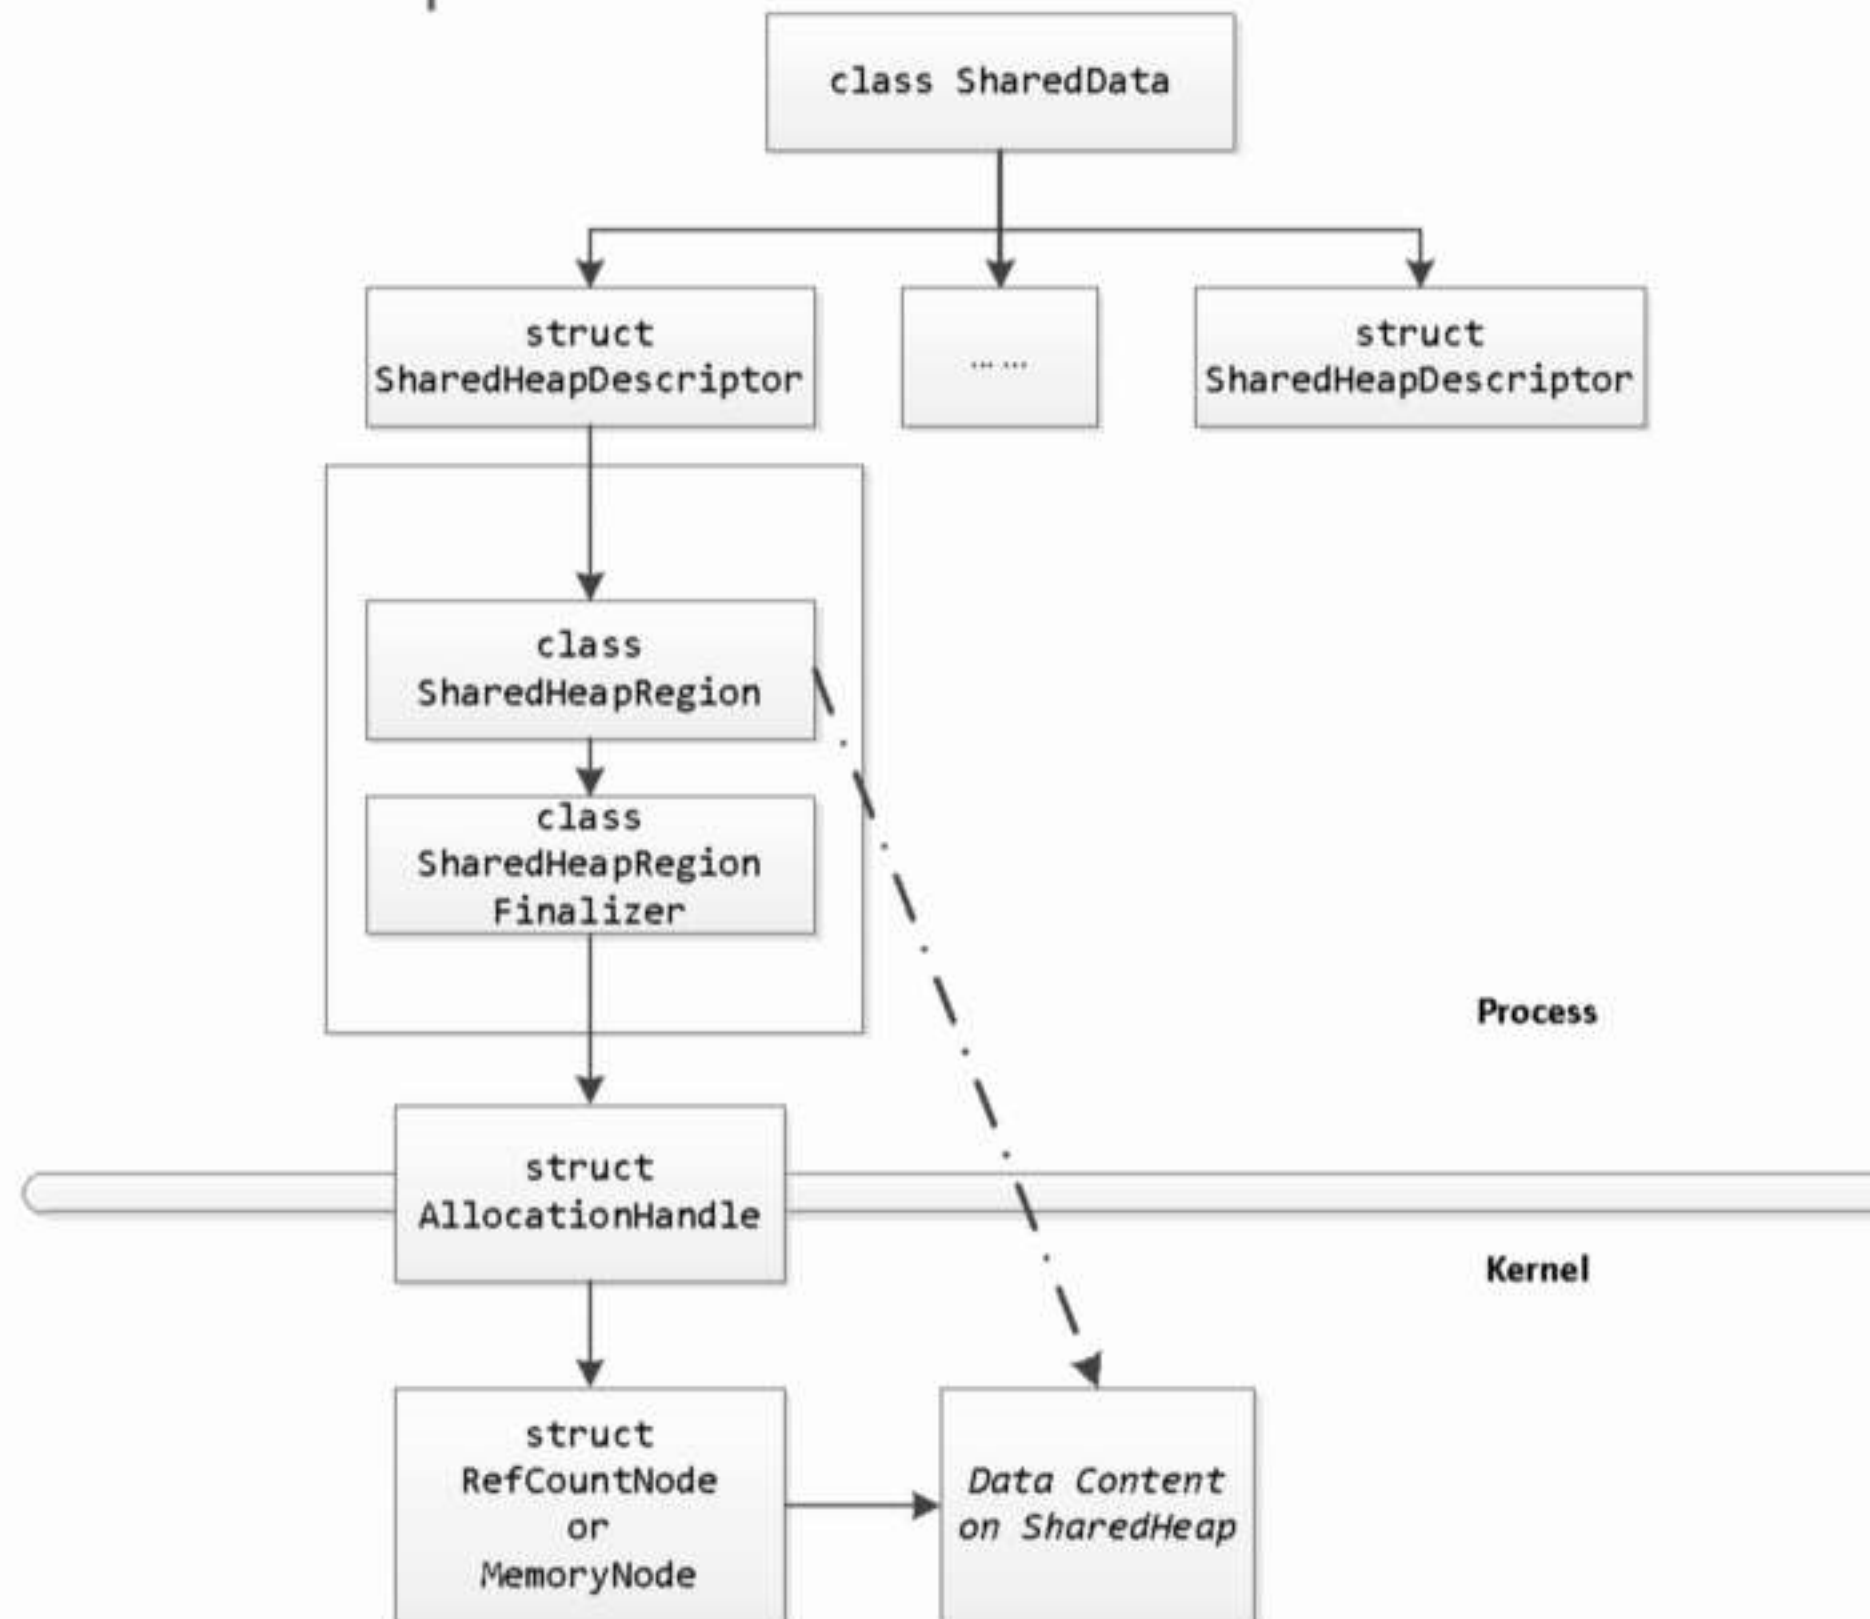 class SharedData
struct
SharedHeapDescriptor
... ...
struct
SharedHeapDescriptor
class
SharedHeapRegion
class
SharedHeapRegion
Finalizer
Process
struct
AllocationHandle
Kernel
struct
RefCountNode
or
MemoryNode
Data Content
on SharedHeap